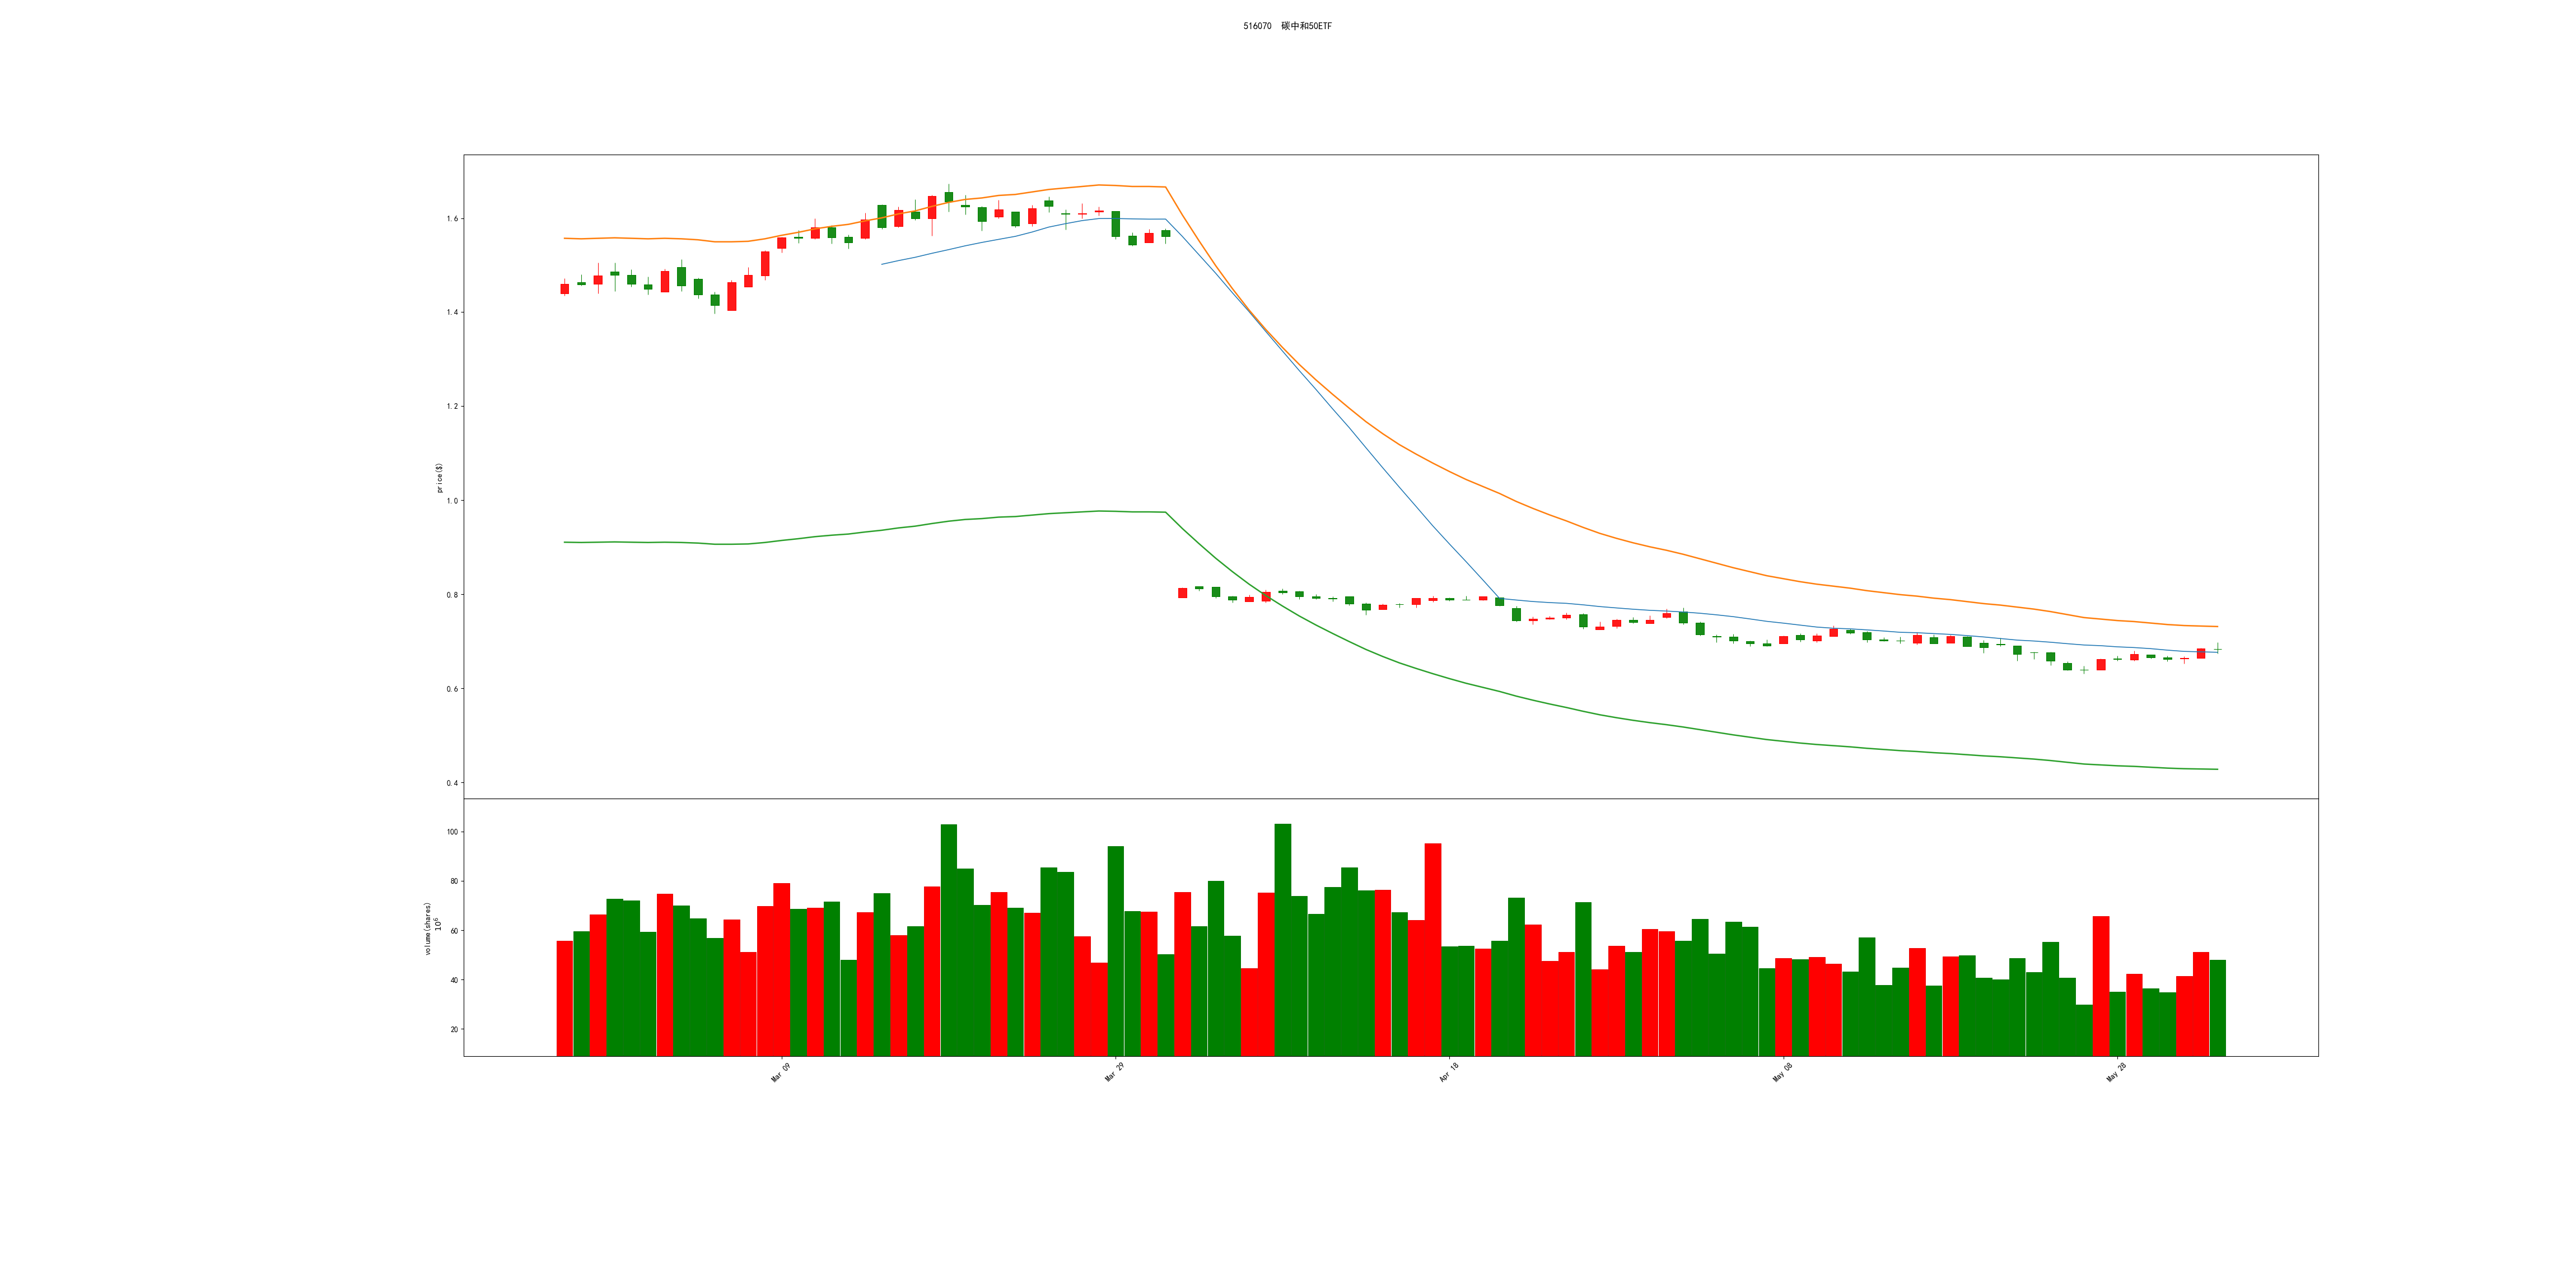 516070 碳中和50ETF
price($)
1.6
1.4
1.2
1.0
0.8
0.6
0.4
volume(shares)
10^6
100
80
60
40
20
Mar 09
Mar 29
Apr 18
May 08
May 28